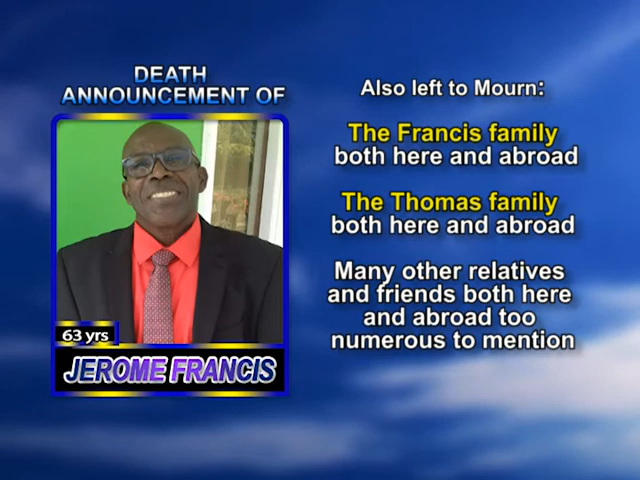 DEATH
ANNOUNCEMENT OF
63 yrs
JEROME FRANCIS
Also left to Mourn:
The Francis family
both here and abroad
The Thomas family
both here and abroad
Many other relatives
and friends both here
and abroad too
numerous to mention